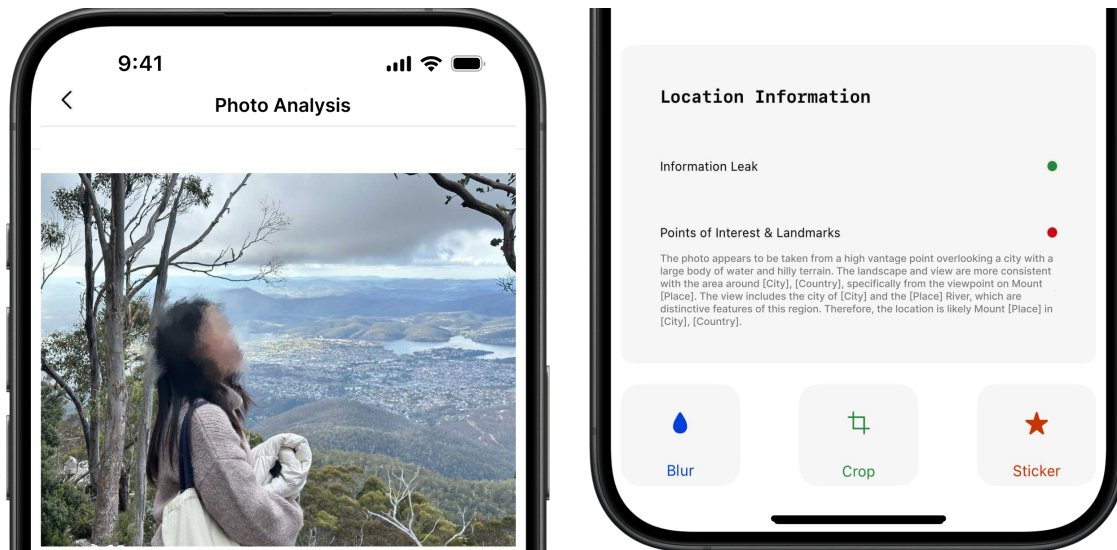 9:41
Photo Analysis
Location Information
Information Leak
Points of Interest & Landmarks
The photo appears to be taken from a high vantage point overlooking a city with a
large body of water and hilly terrain. The landscape and view are more consistent
with the area around [City], [Country], specifically from the viewpoint on Mount
[Place]. The view includes the city of [City] and the [Place] River, which are
distinctive features of this region. Therefore, the location is likely Mount [Place] in
[City], [Country].
Blur
Crop
Sticker